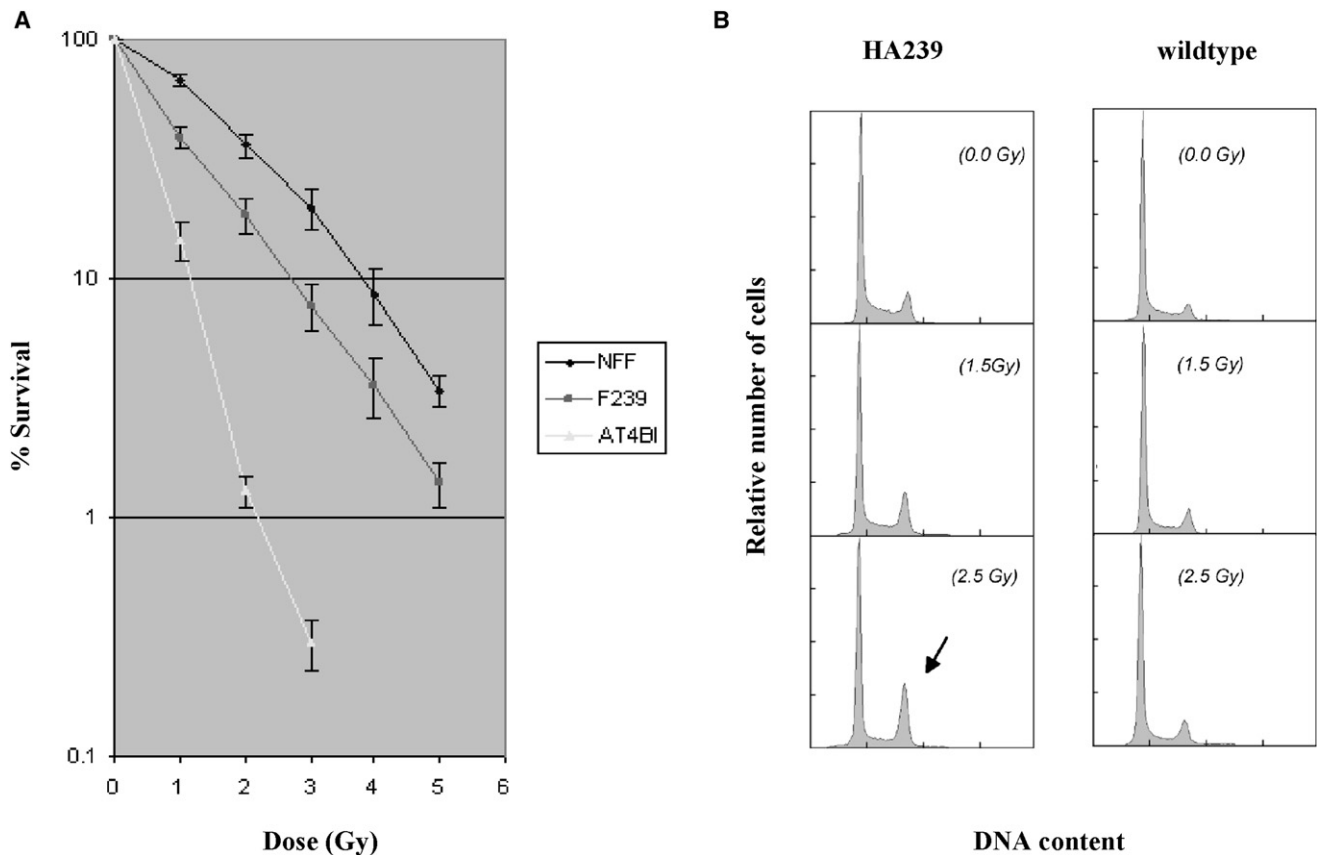 A
100
10
1
0.1
% Survival
0
1
2
3
4
5
6
Dose (Gy)
NFF
F239
AT4BI
B
HA239
wildtype
Relative number of cells
(0.0 Gy)
(0.0 Gy)
(1.5Gy)
(1.5 Gy)
(2.5 Gy)
(2.5 Gy)
DNA content